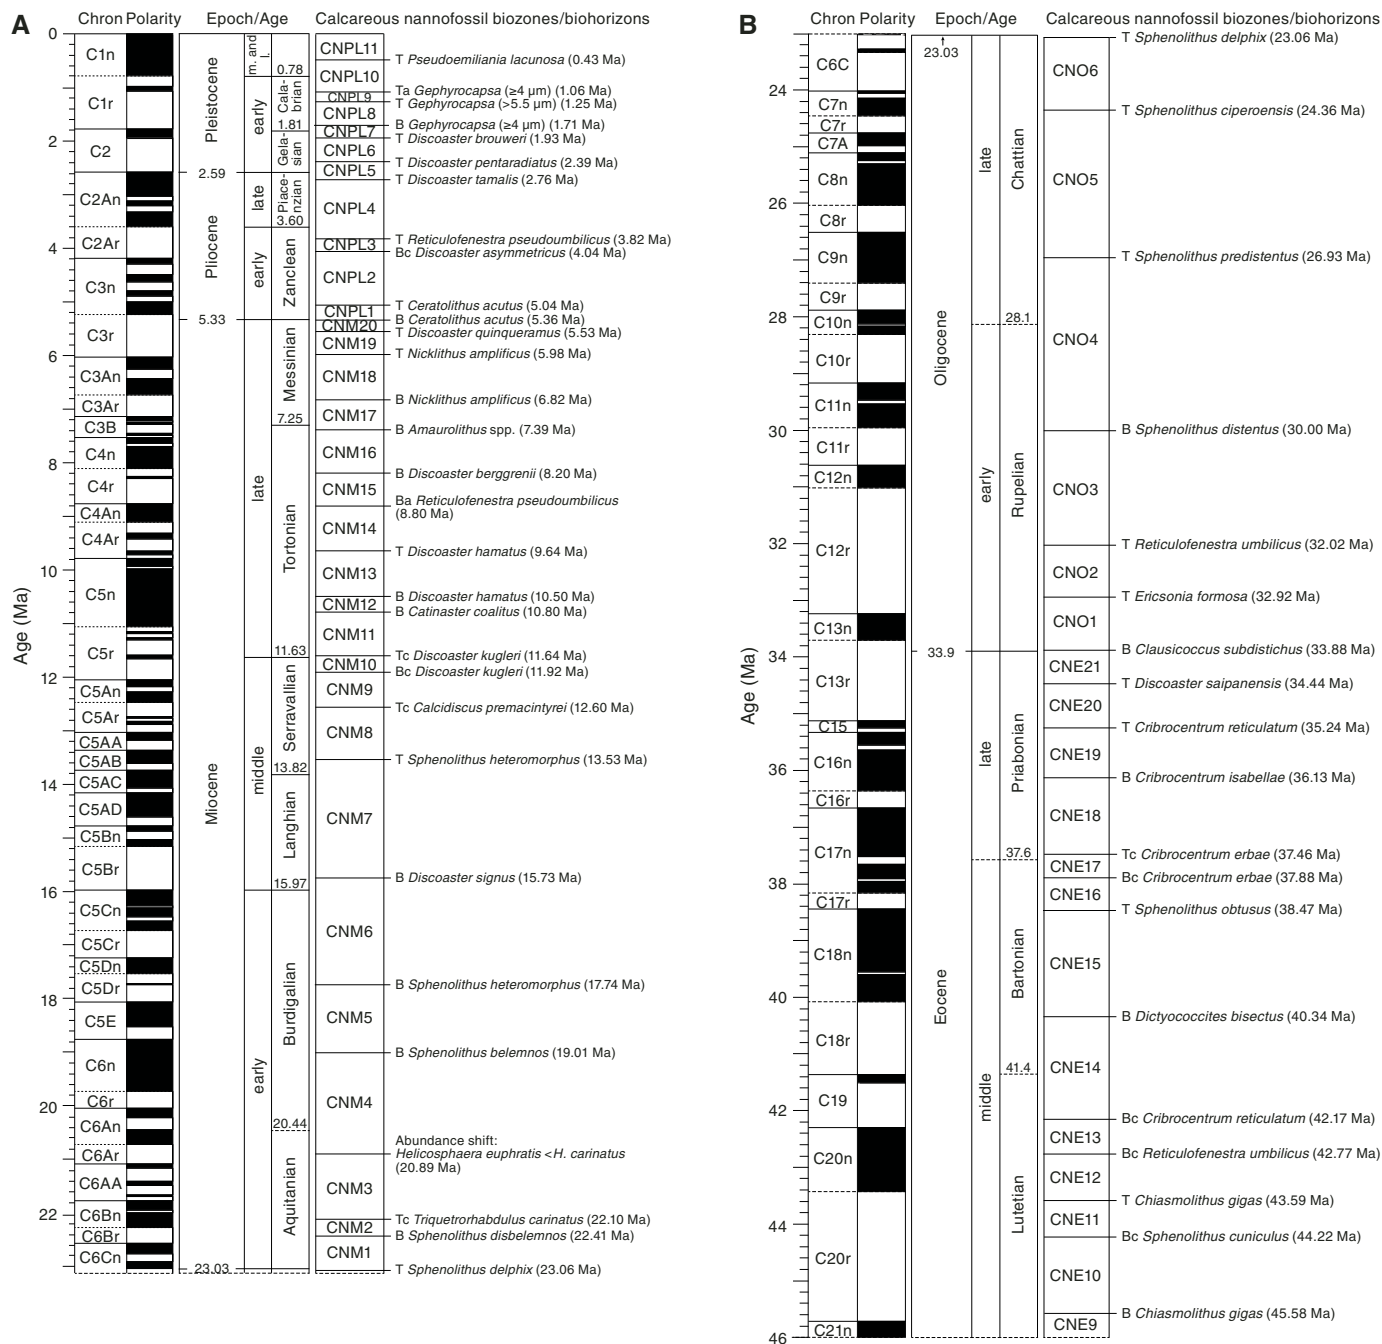 A
Chron Polarity
Epoch/Age
Calcareous nannofossil biozones/biohorizons
Age (Ma)
0
2
4
6
8
10
12
14
16
18
20
22
C1n
C1r
C2
C2An
C2Ar
C3n
C3r
C3An
C3Ar
C3B
C4n
C4r
C4An
C4Ar
C5n
C5r
C5An
C5Ar
C5AA
C5AB
C5AC
C5AD
C5Bn
C5Br
C5Cn
C5Cr
C5Dn
C5Dr
C5E
C6n
C6r
C6An
C6Ar
C6AA
C6Bn
C6Br
C6Cn
Pleistocene
2.59
Pliocene
5.33
Miocene
23.03
m. and
l.
early
late
early
late
middle
early
0.78
Cala-
brian
1.81
Gela-
sian
Piace-
nzian
3.60
Zanclean
Messinian
7.25
Tortonian
11.63
Serravallian
13.82
Langhian
15.97
Burdigalian
20.44
Aquitanian
CNPL11
CNPL10
CNPL9
CNPL8
CNPL7
CNPL6
CNPL5
CNPL4
CNPL3
CNPL2
CNPL1
CNM20
CNM19
CNM18
CNM17
CNM16
CNM15
CNM14
CNM13
CNM12
CNM11
CNM10
CNM9
CNM8
CNM7
CNM6
CNM5
CNM4
CNM3
CNM2
CNM1
T Pseudoemiliania lacunosa (0.43 Ma)
Ta Gephyrocapsa (≥4 μm) (1.06 Ma)
T Gephyrocapsa (>5.5 μm) (1.25 Ma)
B Gephyrocapsa (≥4 μm) (1.71 Ma)
T Discoaster brouweri (1.93 Ma)
T Discoaster pentaradiatus (2.39 Ma)
T Discoaster tamalis (2.76 Ma)
T Reticulofenestra pseudoumbilicus (3.82 Ma)
Bc Discoaster asymmetricus (4.04 Ma)
T Ceratolithus acutus (5.04 Ma)
B Ceratolithus acutus (5.36 Ma)
T Discoaster quinqueramus (5.53 Ma)
T Nicklithus amplificus (5.98 Ma)
B Nicklithus amplificus (6.82 Ma)
B Amaurolithus spp. (7.39 Ma)
B Discoaster berggrenii (8.20 Ma)
Ba Reticulofenestra pseudoumbilicus
(8.80 Ma)
T Discoaster hamatus (9.64 Ma)
B Discoaster hamatus (10.50 Ma)
B Catinaster coalitus (10.80 Ma)
Tc Discoaster kugleri (11.64 Ma)
Bc Discoaster kugleri (11.92 Ma)
Tc Calcidiscus premacintyrei (12.60 Ma)
T Sphenolithus heteromorphus (13.53 Ma)
B Discoaster signus (15.73 Ma)
B Sphenolithus heteromorphus (17.74 Ma)
B Sphenolithus belemnos (19.01 Ma)
Abundance shift:
Helicosphaera euphratis <H. carinatus
(20.89 Ma)
Tc Triquetrorhabdulus carinatus (22.10 Ma)
B Sphenolithus disbelemnos (22.41 Ma)
T Sphenolithus delphix (23.06 Ma)
B
Chron Polarity
Epoch/Age
Calcareous nannofossil biozones/biohorizons
Age (Ma)
24
26
28
30
32
34
36
38
40
42
44
46
C6C
C7n
C7r
C7A
C8n
C8r
C9n
C9r
C10n
C10r
C11n
C11r
C12n
C12r
C13n
C13r
C15
C16n
C16r
C17n
C17r
C18n
C18r
C19
C20n
C20r
C21n
23.03
Oligocene
33.9
Eocene
late
early
late
middle
Chattian
28.1
Rupelian
Priabonian
37.6
Bartonian
41.4
Lutetian
CNO6
CNO5
CNO4
CNO3
CNO2
CNO1
CNE21
CNE20
CNE19
CNE18
CNE17
CNE16
CNE15
CNE14
CNE13
CNE12
CNE11
CNE10
CNE9
T Sphenolithus delphix (23.06 Ma)
T Sphenolithus ciperoensis (24.36 Ma)
T Sphenolithus predistentus (26.93 Ma)
B Sphenolithus distentus (30.00 Ma)
T Reticulofenestra umbilicus (32.02 Ma)
T Ericsonia formosa (32.92 Ma)
B Clausicoccus subdistichus (33.88 Ma)
T Discoaster saipanensis (34.44 Ma)
T Cribrocentrum reticulatum (35.24 Ma)
B Cribrocentrum isabellae (36.13 Ma)
Tc Cribrocentrum erbae (37.46 Ma)
Bc Cribrocentrum erbae (37.88 Ma)
T Sphenolithus obtusus (38.47 Ma)
B Dictyococcites bisectus (40.34 Ma)
Bc Cribrocentrum reticulatum (42.17 Ma)
Bc Reticulofenestra umbilicus (42.77 Ma)
T Chiasmolithus gigas (43.59 Ma)
Bc Sphenolithus cuniculus (44.22 Ma)
B Chiasmolithus gigas (45.58 Ma)